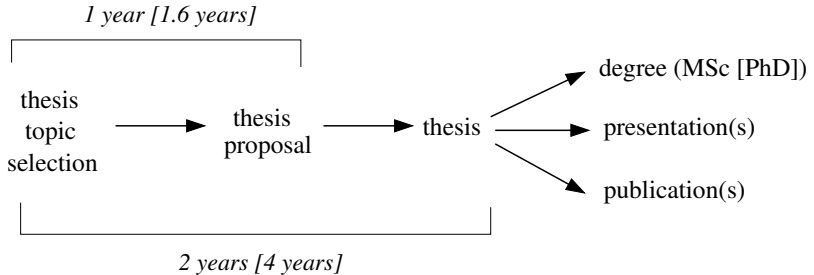 1 year [1.6 years]
thesis
topic
selection
thesis
proposal
thesis
degree (MSc [PhD])
presentation(s)
publication(s)
2 years [4 years]